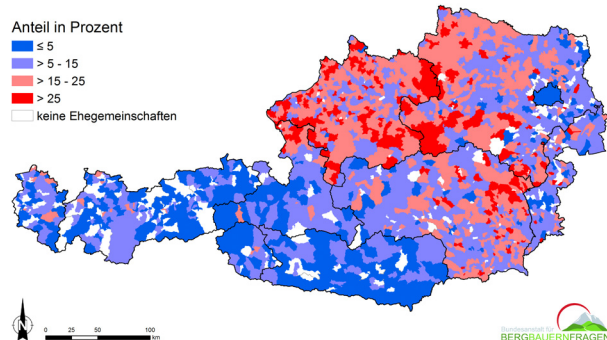 Anteil in Prozent
≤ 5
> 5 - 15
> 15 - 25
> 25
keine Ehegemeinschaften
N
0 25 50 100
km
Bundesanstalt für
BERGBAUERNFRAGEN